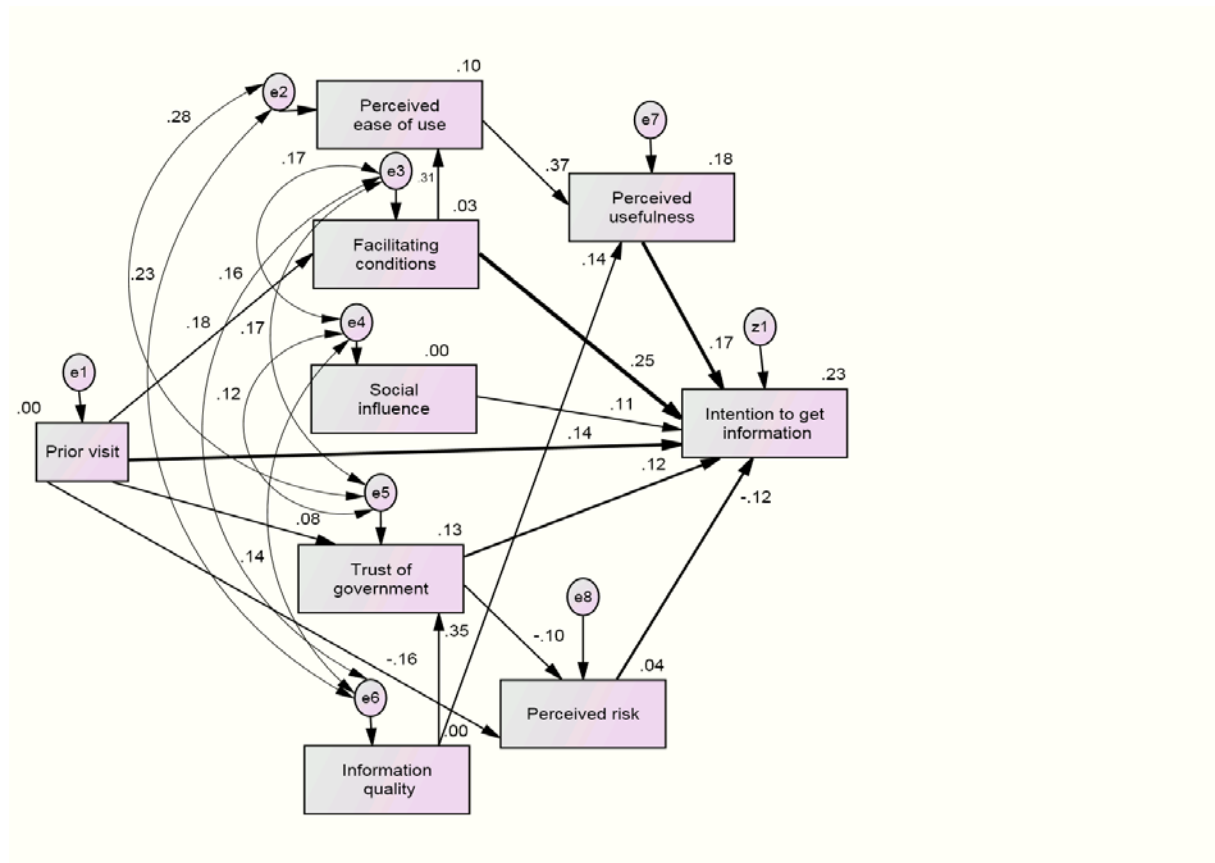 .10
e2
Perceived
ease of use
.28
e7
.17
e3
.37
.18
.31
Perceived
usefulness
.03
Facilitating
conditions
.14
.23
.16
.18
.17
e4
z1
.17
.00
.25
.23
e1
.12
Social
influence
.11
Intention to get
information
.00
Prior visit
.14
.12
e5
-.12
.08
.13
.14
Trust of
government
e8
.35
-.10
-.16
.04
e6
Perceived risk
.00
Information
quality